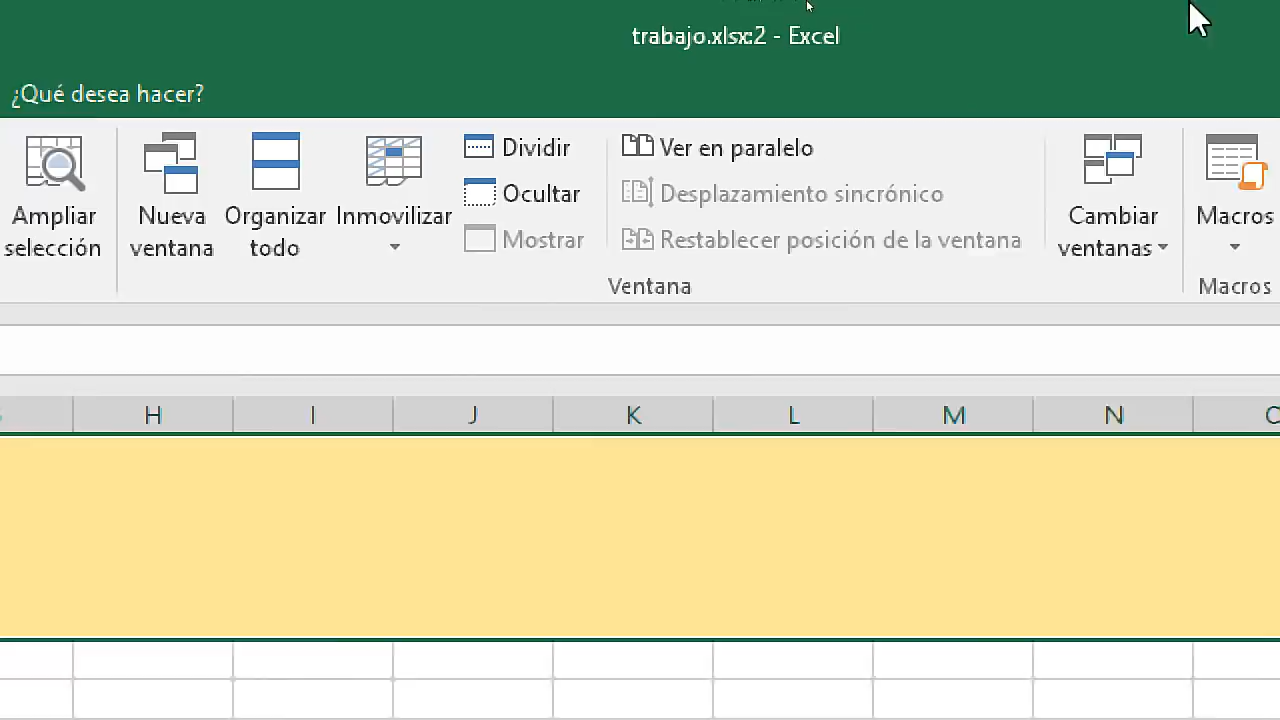 trabajo.xlsx:2 - Excel
¿Qué desea hacer?
Ampliar selección
Nueva ventana
Organizar todo
Inmovilizar
Dividir
Ocultar
Mostrar
Ver en paralelo
Desplazamiento sincrónico
Restablecer posición de la ventana
Cambiar ventanas
Macros
Ventana
Macros
H I J K L M N